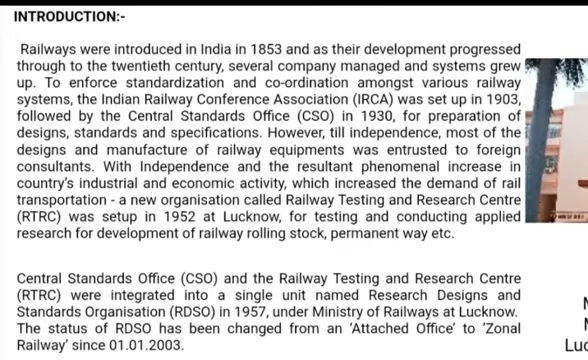 INTRODUCTION:-
Railways were introduced in India in 1853 and as their development progressed
through to the twentieth century, several company managed and systems grew
up. To enforce standardization and co-ordination amongst various railway
systems, the Indian Railway Conference Association (IRCA) was set up in 1903,
followed by the Central Standards Office (CSO) in 1930, for preparation of
designs, standards and specifications. However, till independence, most of the
designs and manufacture of railway equipments was entrusted to foreign
consultants. With Independence and the resultant phenomenal increase in
country's industrial and economic activity, which increased the demand of rail
transportation - a new organisation called Railway Testing and Research Centre
(RTRC) was setup in 1952 at Lucknow, for testing and conducting applied
research for development of railway rolling stock, permanent way etc.
Central Standards Office (CSO) and the Railway Testing and Research Centre
(RTRC) were integrated into a single unit named Research Designs and
Standards Organisation (RDSO) in 1957, under Ministry of Railways at Lucknow.
The status of RDSO has been changed from an 'Attached Office' to 'Zonal
Railway' since 01.01.2003.